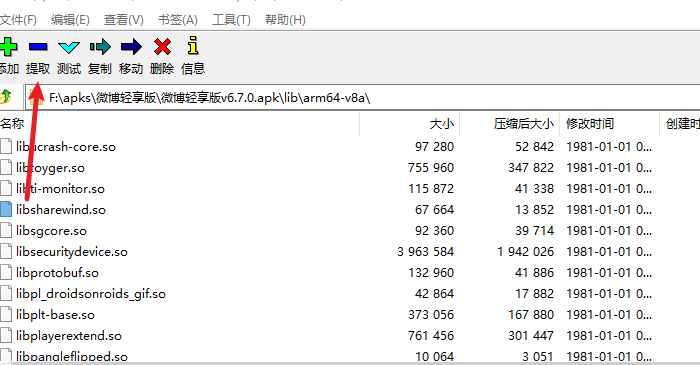 文件(F) 编辑(E) 查看(V) 书签(A) 工具(T) 帮助(H)
添加 提取 测试 复制 移动 删除 信息
F:\apks\微博轻享版\微博轻享版v6.7.0.apk\lib\arm64-v8a\
名称 大小 压缩后大小 修改时间 创建时
libucrash-core.so 97 280 52 842 1981-01-01 0...
libtoyger.so 755 960 347 822 1981-01-01 0...
libti-monitor.so 115 872 41 338 1981-01-01 0...
libsharewind.so 67 664 13 852 1981-01-01 0...
libsgcore.so 92 360 39 714 1981-01-01 0...
libsecuritydevice.so 3 963 584 1 942 026 1981-01-01 0...
libprotobuf.so 132 960 41 886 1981-01-01 0...
libpl_droidsonroids_gif.so 42 864 17 882 1981-01-01 0...
libplt-base.so 373 056 167 880 1981-01-01 0...
libplayerextend.so 761 456 301 447 1981-01-01 0...
libpangleflipped.so 10 064 3 051 1981-01-01 0...